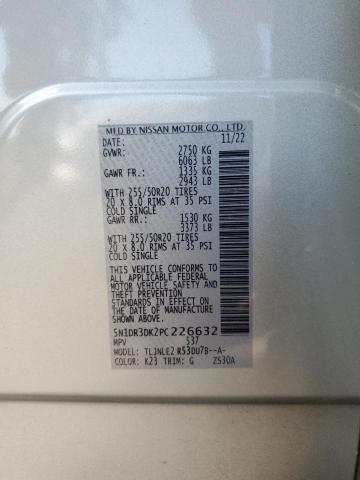 MFD BY NISSAN MOTOR CO., LTD.
DATE: 11/22
GVWR: 2750 KG
6063 LB
GAWR FR.: 1335 KG
2943 LB
WITH 255/50R20 TIRES
20 X 8.0 RIMS AT 35 PSI
COLD SINGLE
GAWR RR.: 1530 KG
3373 LB
WITH 255/50R20 TIRES
20 X 8.0 RIMS AT 35 PSI
COLD SINGLE
THIS VEHICLE CONFORMS TO
ALL APPLICABLE FEDERAL
MOTOR VEHICLE SAFETY AND
THEFT PREVENTION STANDARDS
IN EFFECT ON THE DATE OF
MANUFACTURE SHOWN ABOVE.
5N1DR3DK2PC226632
MPV 537
MODEL: TLJNLE2 R53DU7B--A-
COLOR: K23 TRIM: G ZS30A